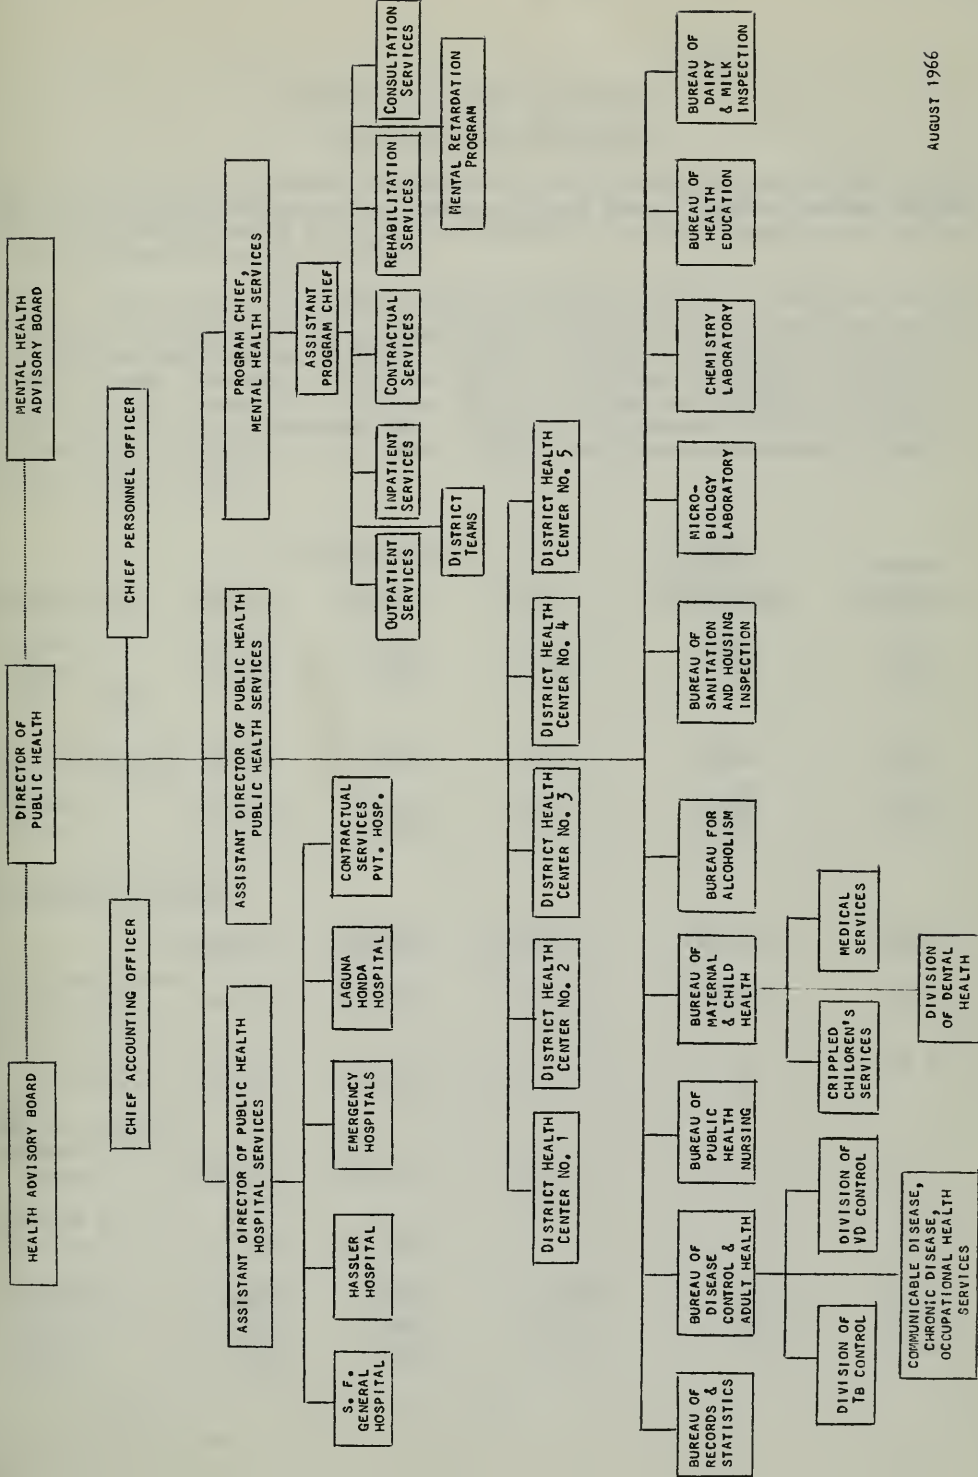 HEALTH ADVISORY BOARD
DIRECTOR OF
PUBLIC HEALTH
MENTAL HEALTH
ADVISORY BOARD
CHIEF ACCOUNTING OFFICER
CHIEF PERSONNEL OFFICER
ASSISTANT DIRECTOR OF PUBLIC HEALTH
HOSPITAL SERVICES
ASSISTANT DIRECTOR OF PUBLIC HEALTH
PUBLIC HEALTH SERVICES
PROGRAM CHIEF,
MENTAL HEALTH SERVICES
ASSISTANT
PROGRAM CHIEF
S. F.
GENERAL
HOSPITAL
HASSLER
HOSPITAL
EMERGENCY
HOSPITALS
LAGUNA
HONDA
HOSPITAL
CONTRACTUAL
SERVICES
PVT. HOSP.
OUTPATIENT
SERVICES
INPATIENT
SERVICES
CONTRACTUAL
SERVICES
REHABILITATION
SERVICES
CONSULTATION
SERVICES
DISTRICT
TEAMS
MENTAL RETARDATION
PROGRAM
DISTRICT HEALTH
CENTER NO. 1
DISTRICT HEALTH
CENTER NO. 2
DISTRICT HEALTH
CENTER NO. 3
DISTRICT HEALTH
CENTER NO. 4
DISTRICT HEALTH
CENTER NO. 5
BUREAU OF
RECORDS &
STATISTICS
BUREAU OF
DISEASE
CONTROL &
ADULT HEALTH
BUREAU OF
PUBLIC
HEALTH
NURSING
BUREAU OF
MATERNAL
& CHILD
HEALTH
BUREAU FOR
ALCOHOLISM
BUREAU OF
SANITATION
AND HOUSING
INSPECTION
MICRO-
BIOLOGY
LABORATORY
CHEMISTRY
LABORATORY
BUREAU OF
HEALTH
EDUCATION
BUREAU OF
DAIRY
& MILK
INSPECTION
DIVISION OF
TB CONTROL
DIVISION OF
VD CONTROL
CRIPPLED
CHILDREN'S
SERVICES
MEDICAL
SERVICES
COMMUNICABLE DISEASE,
CHRONIC DISEASE,
OCCUPATIONAL HEALTH
SERVICES
DIVISION
OF DENTAL
HEALTH
AUGUST 1966